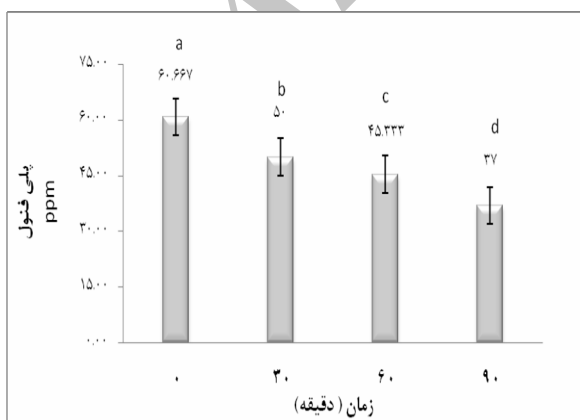 a
۶۰.۶۶۷
b
۵۰
c
۴۵.۳۳۳
d
۳۷
۷۵.۰۰
۶۰.۰۰
۴۵.۰۰
۳۰.۰۰
۱۵.۰۰
۰.۰۰
پلی فنول
ppm
۰ ۳۰ ۶۰ ۹۰
زمان (دقیقه)